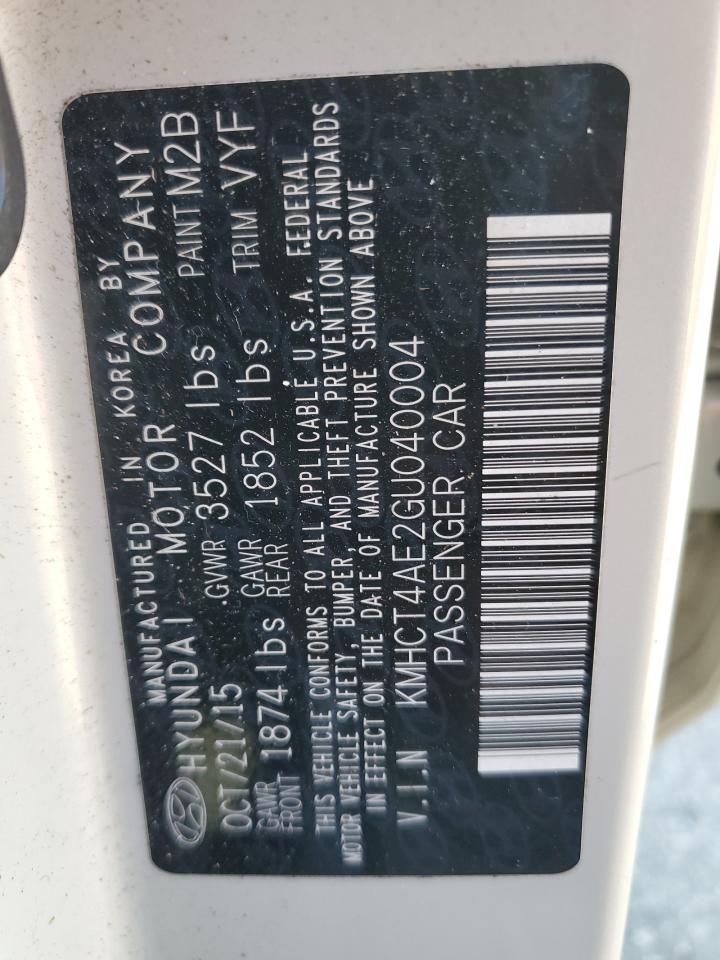 MANUFACTURED IN KOREA BY
HYUNDAI MOTOR COMPANY
OCT/21/15 GVWR 3527 lbs PAINT M2B
GAWR FRONT 1874 lbs GAWR REAR 1852 lbs TRIM VYF
THIS VEHICLE CONFORMS TO ALL APPLICABLE U.S.A. FEDERAL
MOTOR VEHICLE SAFETY, BUMPER, AND THEFT PREVENTION STANDARDS
IN EFFECT ON THE DATE OF MANUFACTURE SHOWN ABOVE
V.I.N KMHCT4AE2GU040004
PASSENGER CAR